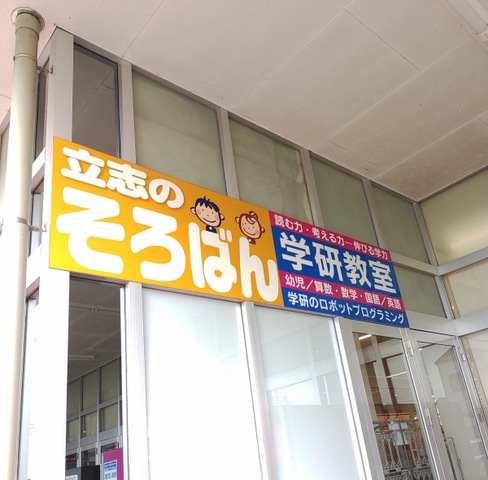 立志の
そろばん
読む力・考える力―伸びる学力
学研教室
幼児／算数・数学・国語／英語
学研のロボットプログラミング